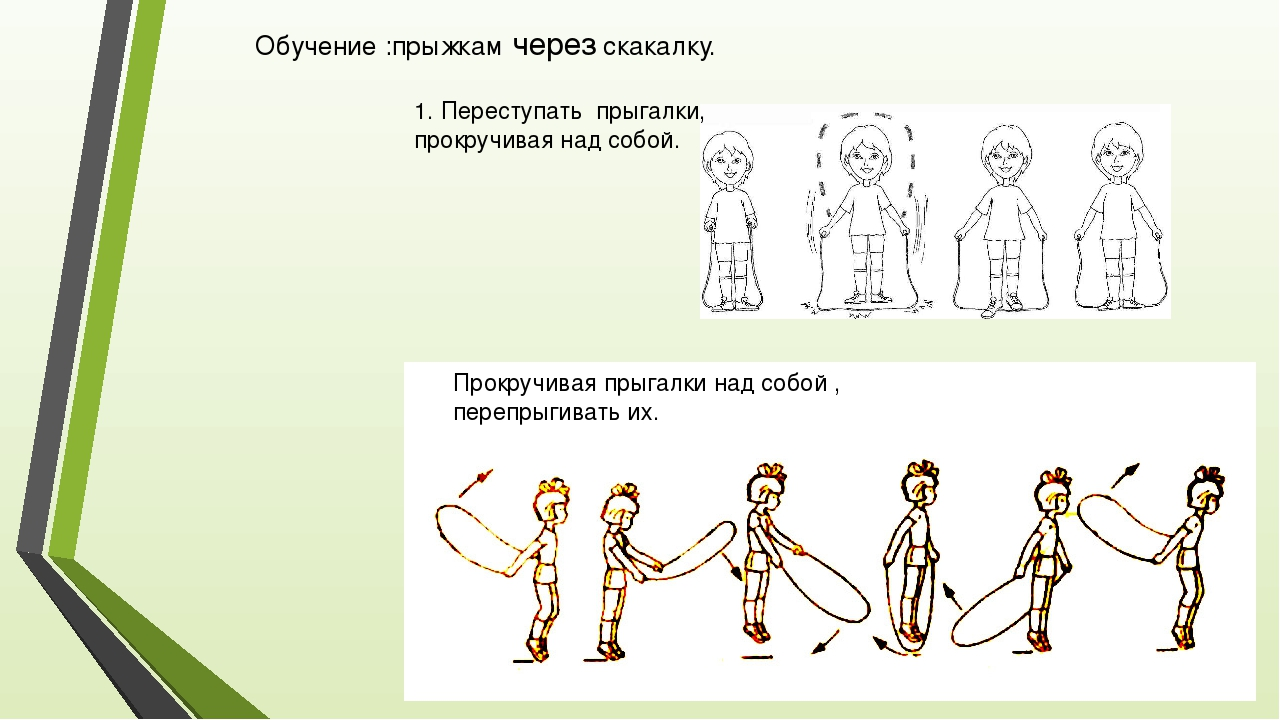 Обучение :прыжкам через скакалку.
1. Переступать прыгалки,
прокручивая над собой.
Прокручивая прыгалки над собой ,
перепрыгивать их.